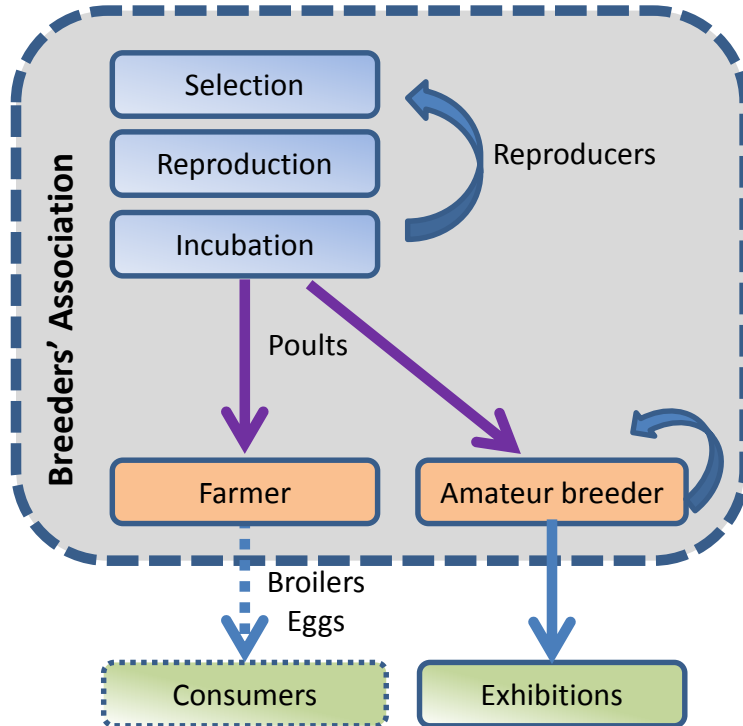 Selection
Reproduction
Reproducers
Incubation
Breeders’ Association
Poults
Farmer
Amateur breeder
Broilers
Eggs
Consumers
Exhibitions